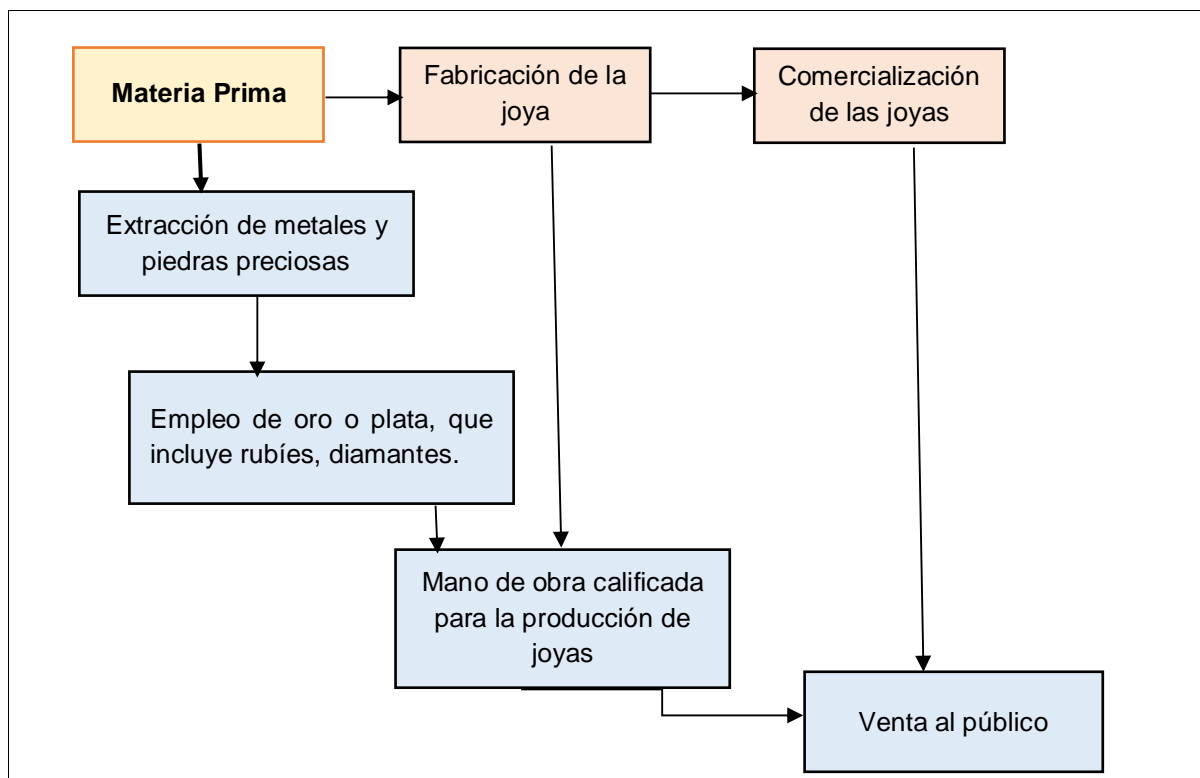 Materia Prima
Fabricación de la
joya
Comercialización
de las joyas
Extracción de metales y
piedras preciosas
Empleo de oro o plata, que
incluye rubíes, diamantes.
Mano de obra calificada
para la producción de
joyas
Venta al público